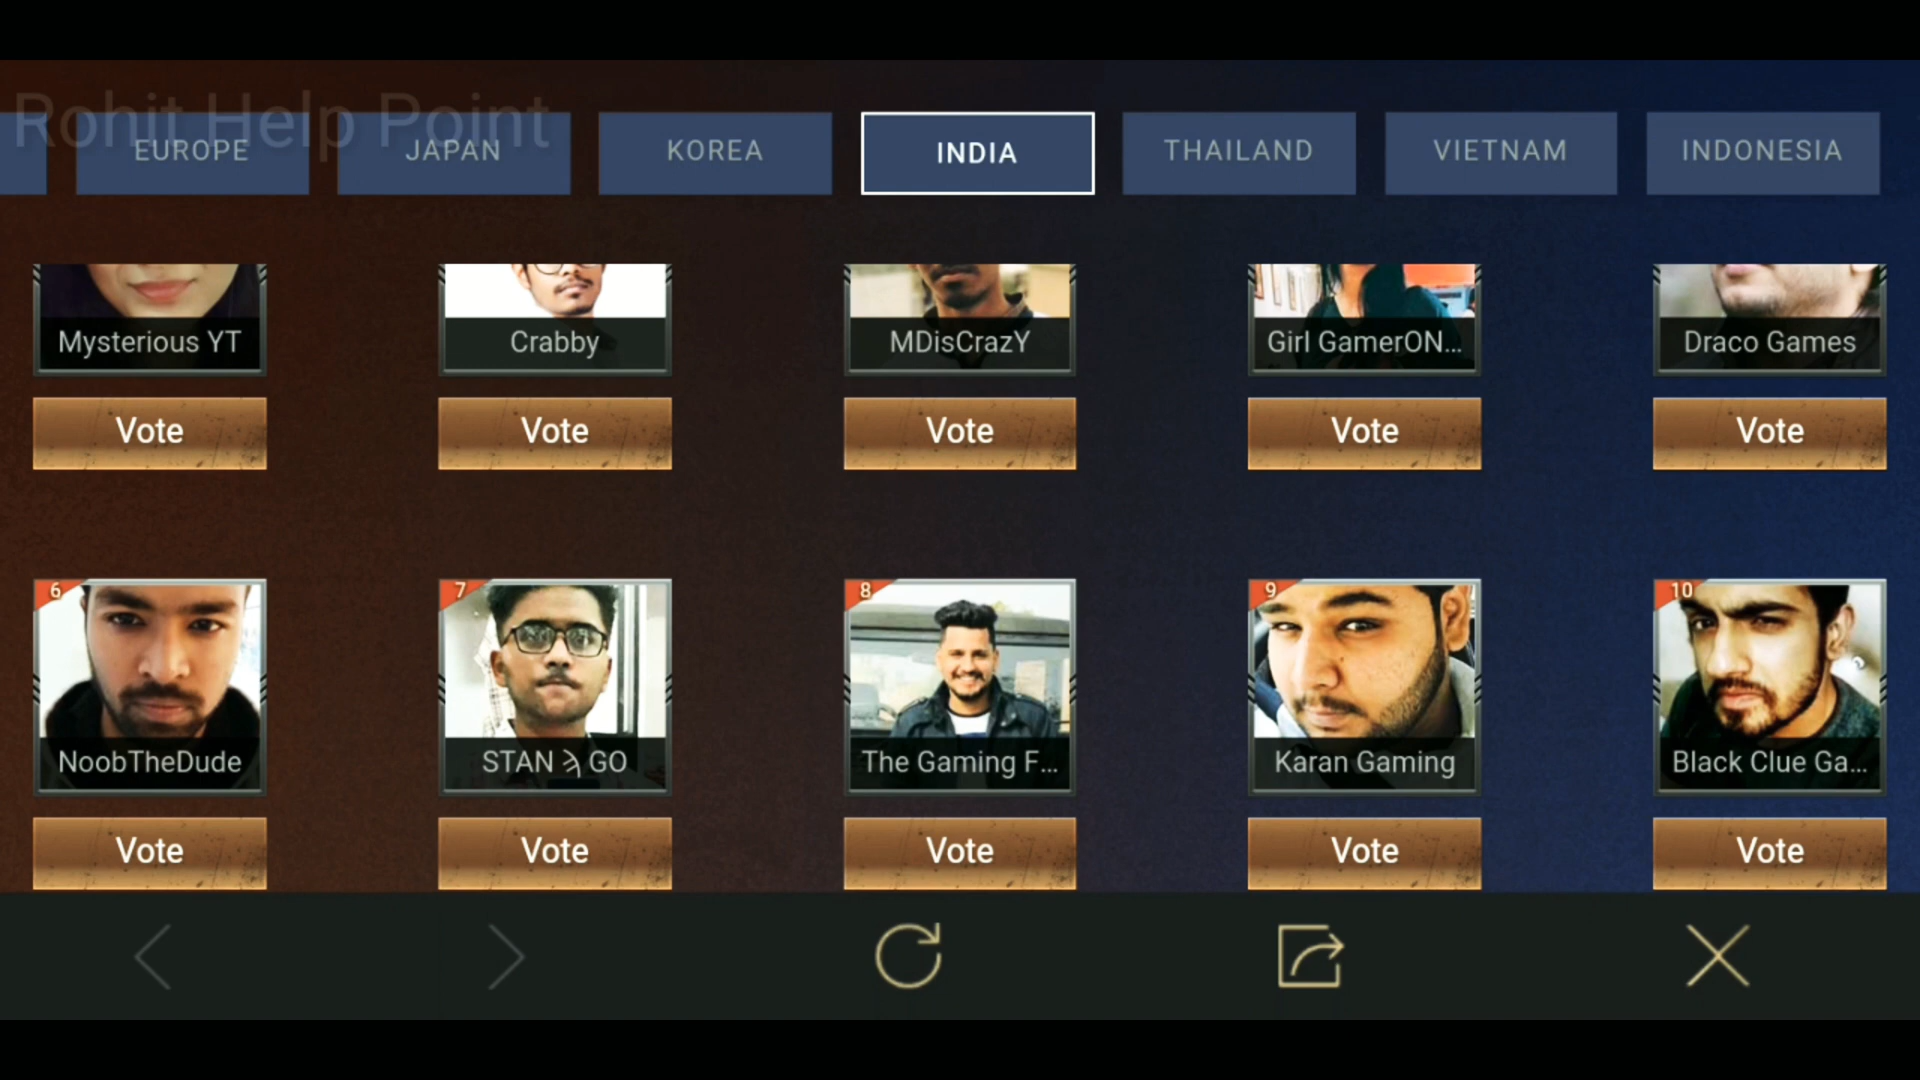 Rohit Help Point
EUROPE
JAPAN
KOREA
INDIA
THAILAND
VIETNAM
INDONESIA
Mysterious YT
Crabby
MDisCrazY
Girl GamerON...
Draco Games
Vote
Vote
Vote
Vote
Vote
6
7
8
9
10
NoobTheDude
STAN ⋋ GO
The Gaming F...
Karan Gaming
Black Clue Ga...
Vote
Vote
Vote
Vote
Vote